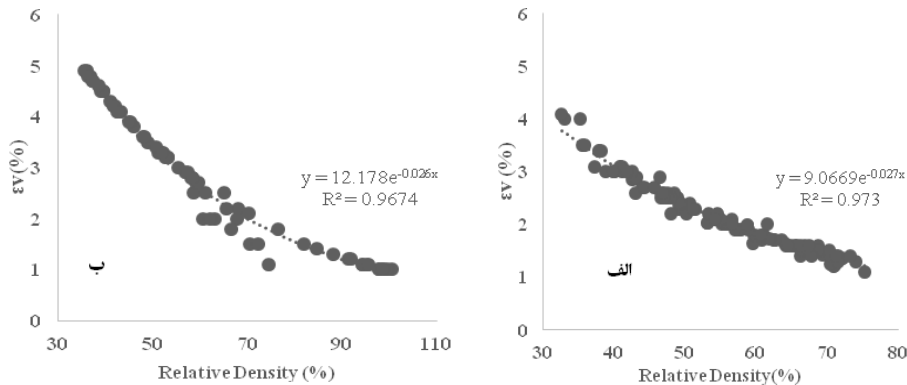 6
5
4
3
2
1
0
εv(%)
y = 12.178e-0.026x
R² = 0.9674
ب
30
50
70
90
110
Relative Density (%)
6
5
4
3
2
1
0
εv (%)
y = 9.0669e-0.027x
R² = 0.973
الف
30
40
50
60
70
80
Relative Density(%)